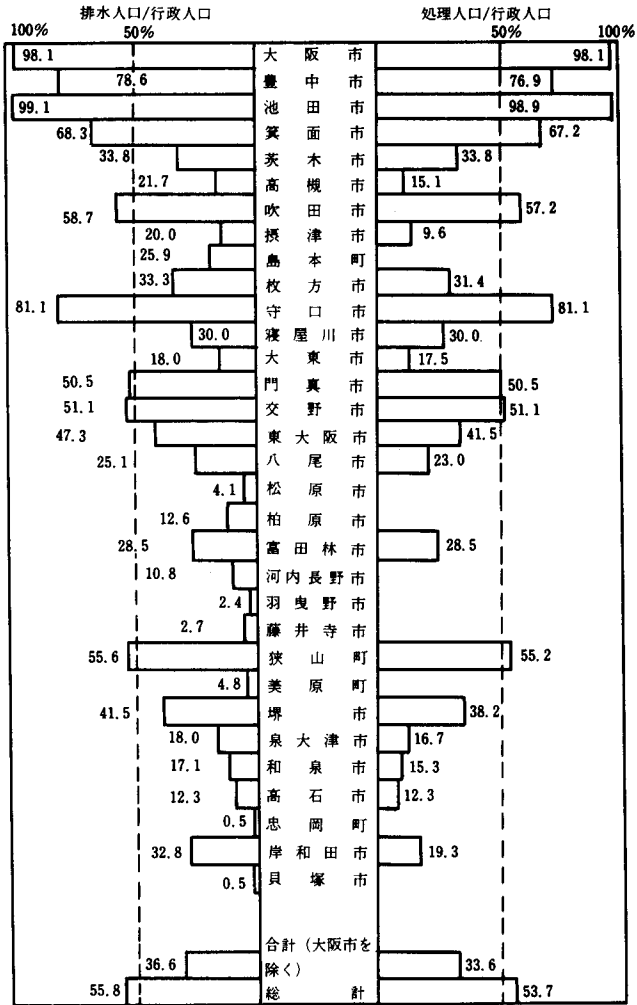 排水人口/行政人口 処理人口/行政人口
100% 50% 50% 100%
98.1 大阪市 98.1
78.6 豊中市 76.9
99.1 池田市 98.9
68.3 箕面市 67.2
33.8 茨木市 33.8
21.7 高槻市 15.1
58.7 吹田市 57.2
20.0 摂津市 9.6
25.9 島本町
33.3 枚方市 31.4
81.1 守口市 81.1
30.0 寝屋川市 30.0
18.0 大東市 17.5
50.5 門真市 50.5
51.1 交野市 51.1
47.3 東大阪市 41.5
25.1 八尾市 23.0
4.1 松原市
12.6 柏原市
28.5 富田林市 28.5
10.8 河内長野市
2.4 羽曳野市
2.7 藤井寺市
55.6 狭山町 55.2
4.8 美原町
41.5 堺市 38.2
18.0 泉大津市 16.7
17.1 和泉市 15.3
12.3 高石市 12.3
0.5 忠岡町
32.8 岸和田市 19.3
0.5 貝塚市
合計(大阪市を
36.6 除く) 33.6
55.8 総計 53.7